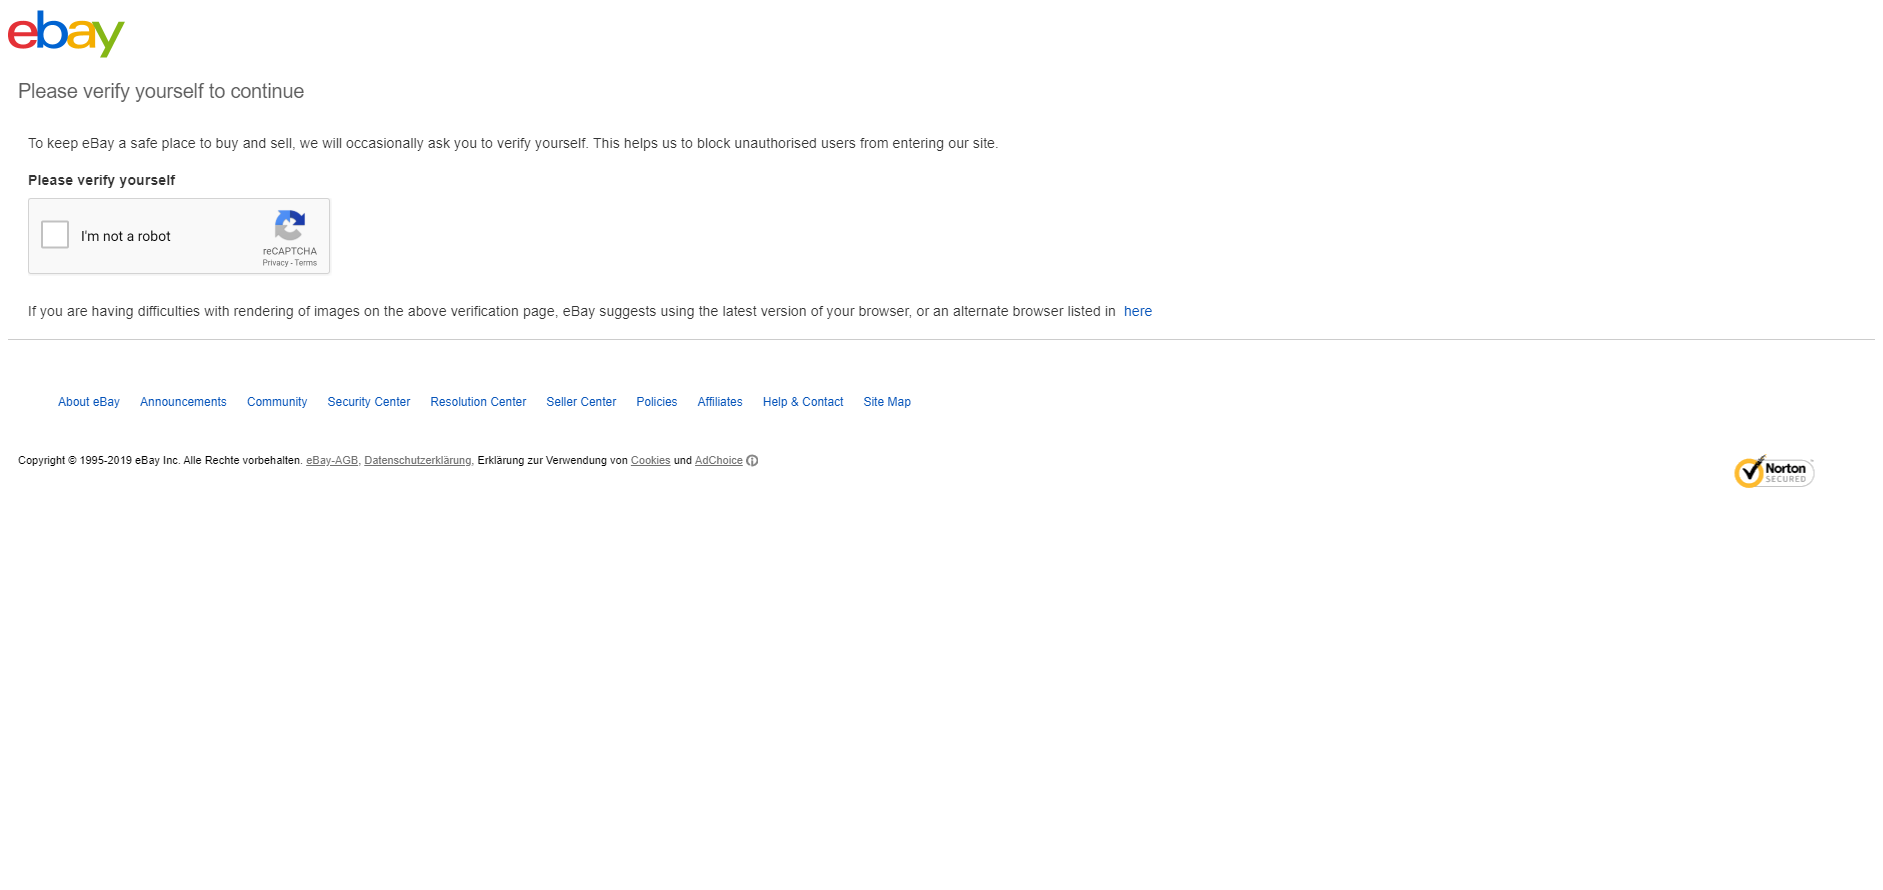 ebay
Please verify yourself to continue
To keep eBay a safe place to buy and sell, we will occasionally ask you to verify yourself. This helps us to block unauthorised users from entering our site.
Please verify yourself
I'm not a robot
reCAPTCHA
Privacy - Terms
If you are having difficulties with rendering of images on the above verification page, eBay suggests using the latest version of your browser, or an alternate browser listed in here
About eBay Announcements Community Security Center Resolution Center Seller Center Policies Affiliates Help & Contact Site Map
Copyright © 1995-2019 eBay Inc. Alle Rechte vorbehalten. eBay-AGB, Datenschutzerklärung, Erklärung zur Verwendung von Cookies und AdChoice
Norton
SECURED